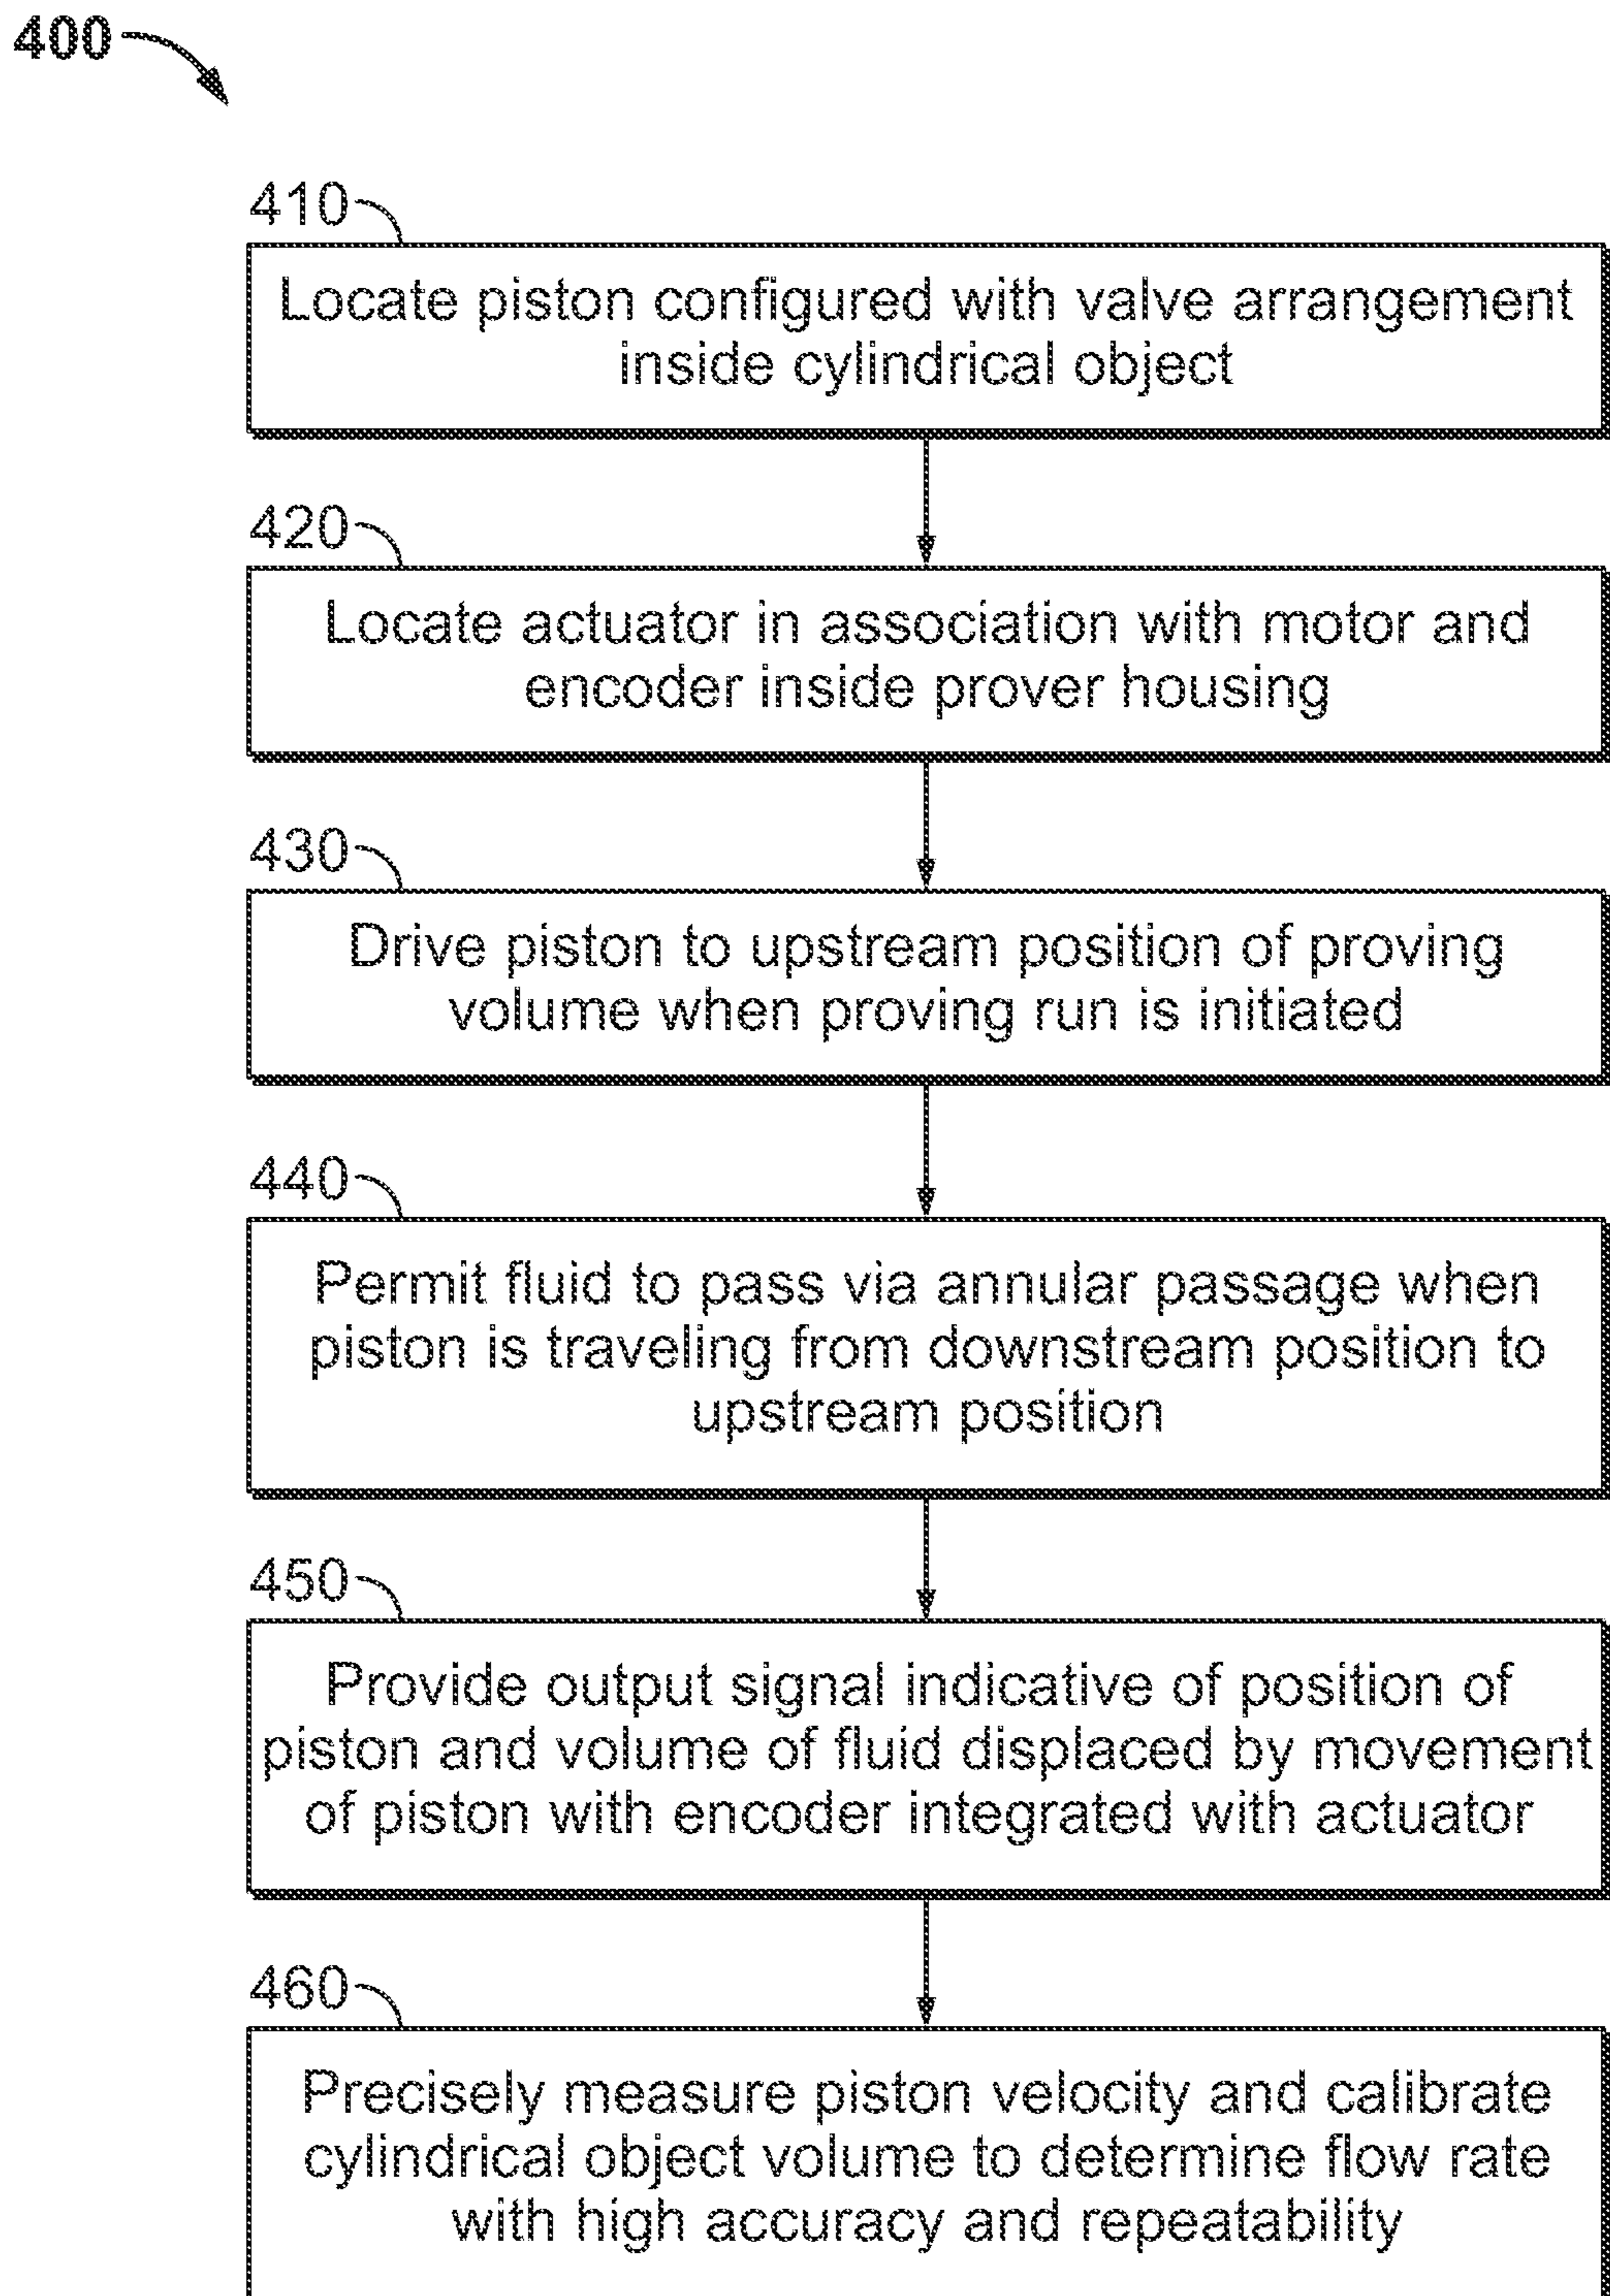 400
410
Locate piston configured with valve arrangement
inside cylindrical object
420
Locate actuator in association with motor and
encoder inside prover housing
430
Drive piston to upstream position of proving
volume when proving run is initiated
440
Permit fluid to pass via annular passage when
piston is traveling from downstream position to
upstream position
450
Provide output signal indicative of position of
piston and volume of fluid displaced by movement
of piston with encoder integrated with actuator
460
Precisely measure piston velocity and calibrate
cylindrical object volume to determine flow rate
with high accuracy and repeatability